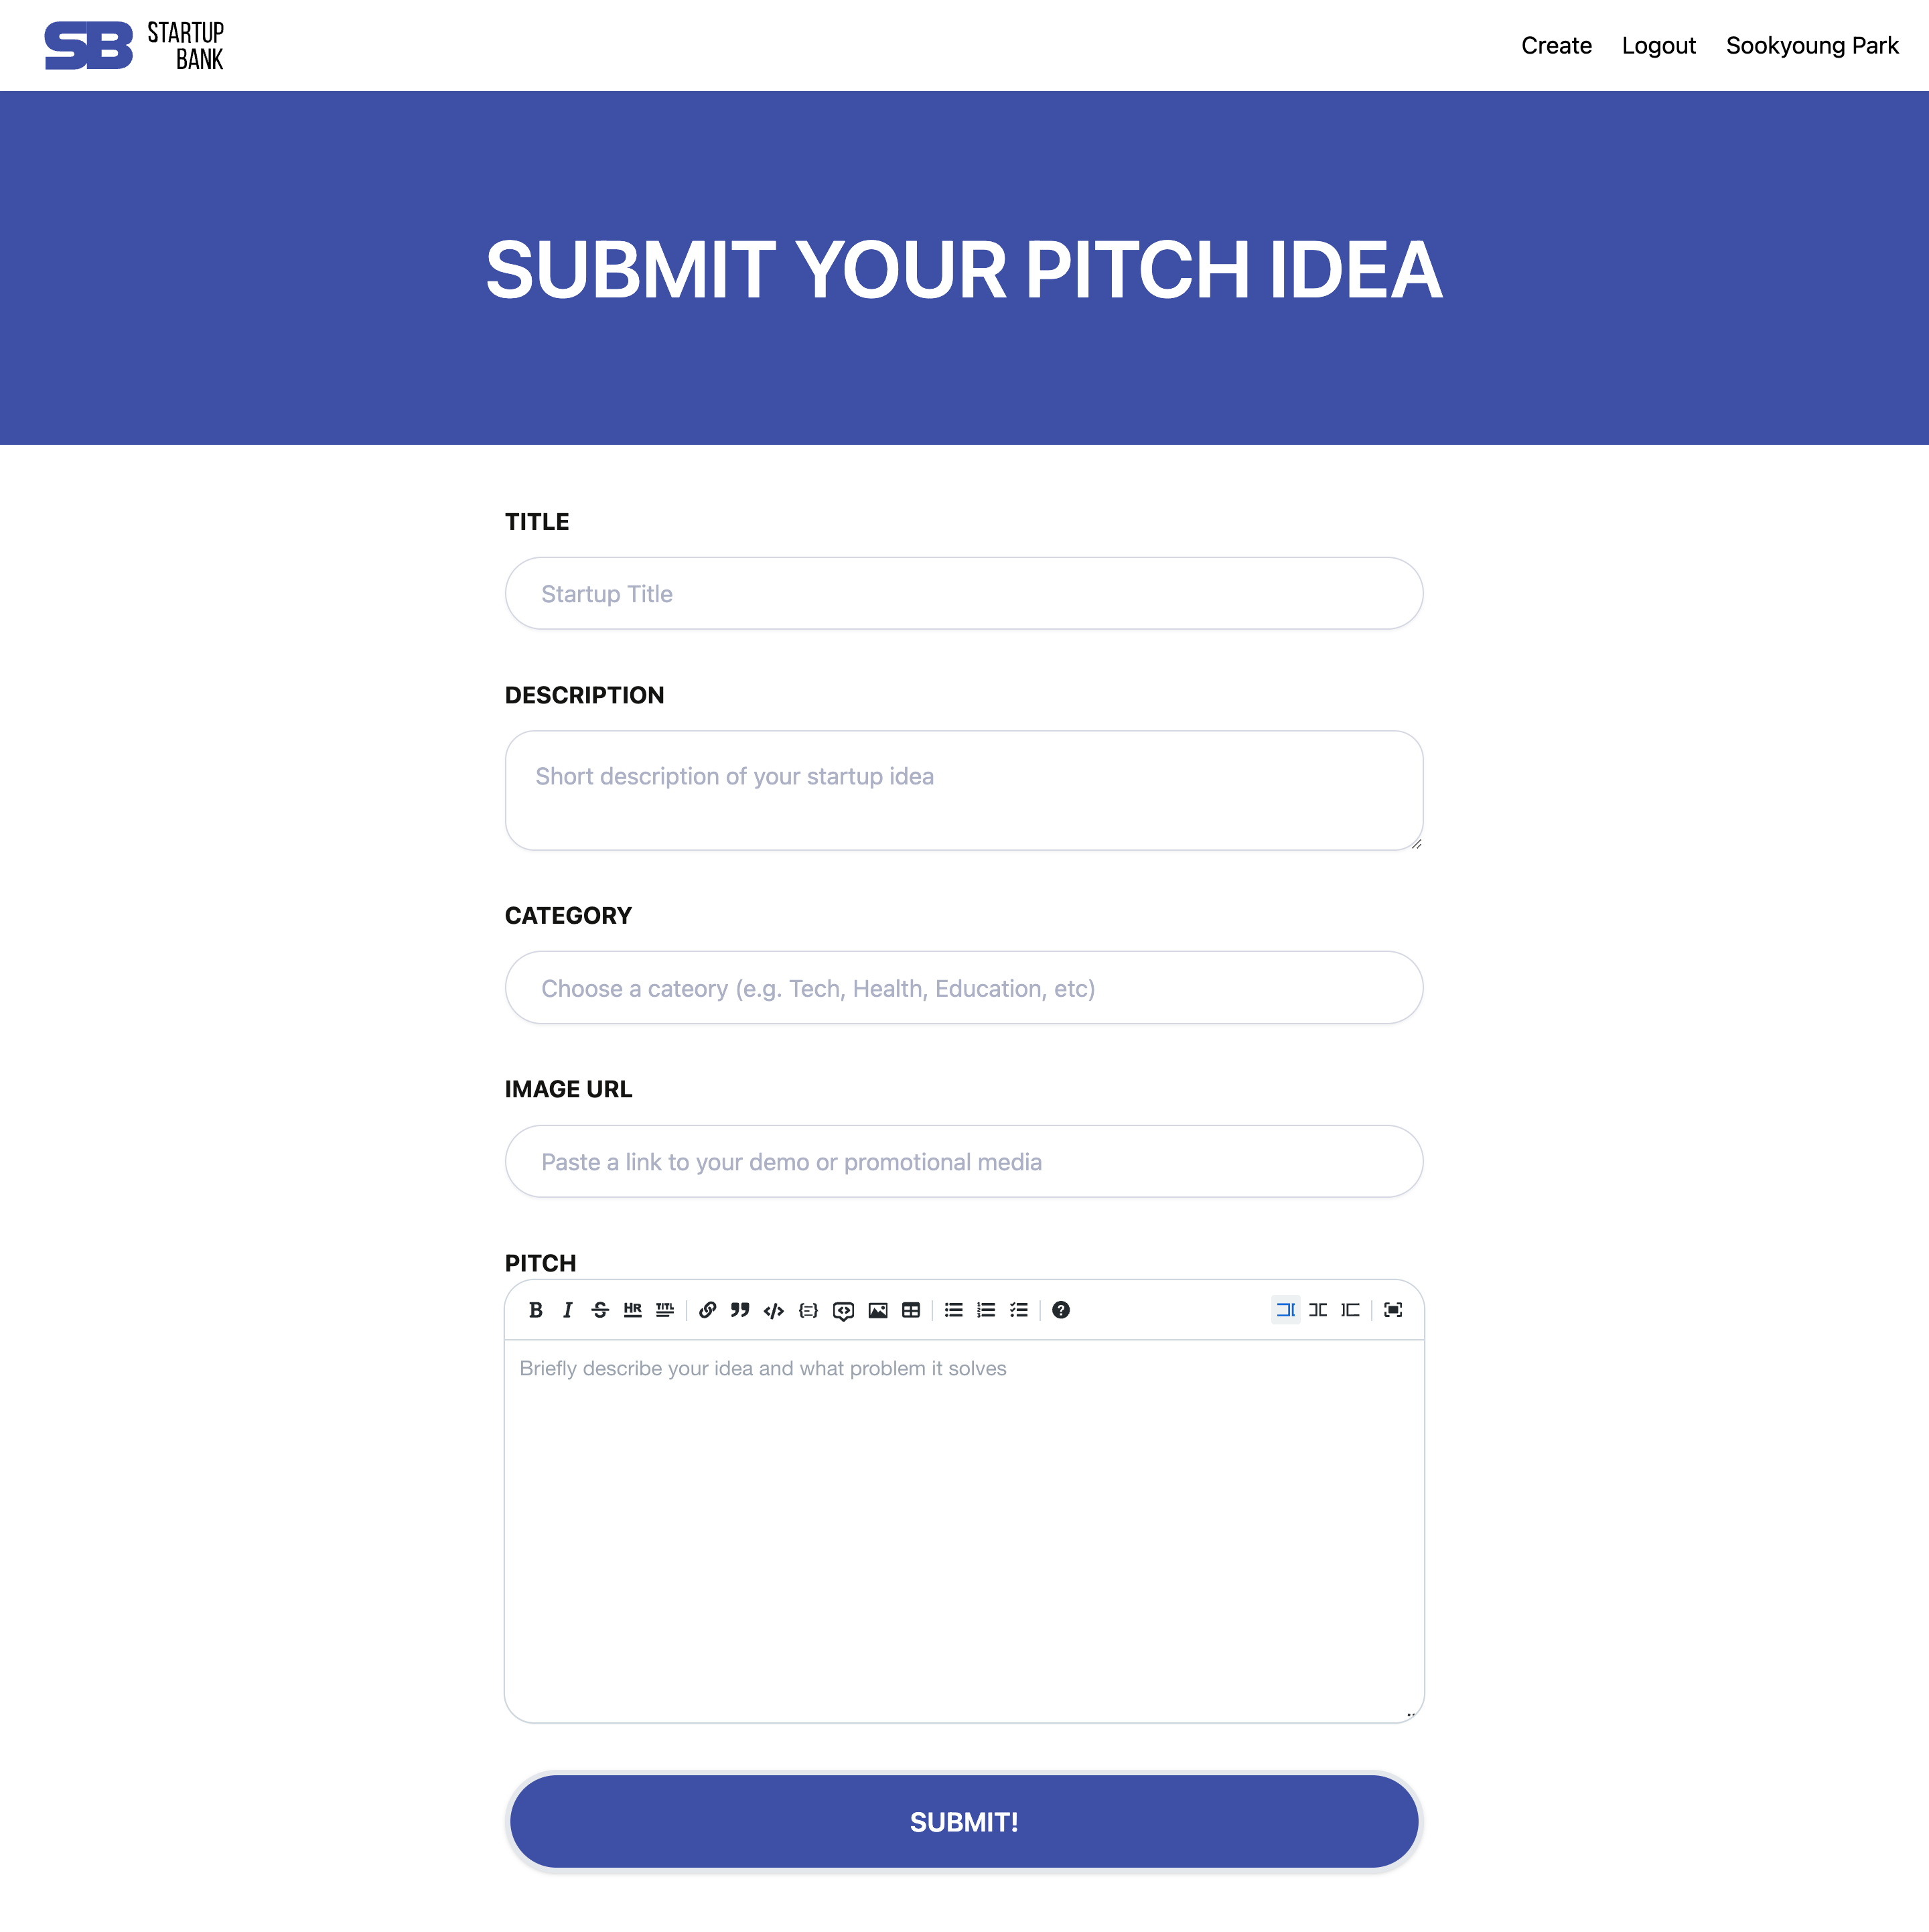 SB STARTUP
BANK
Create Logout Sookyoung Park
SUBMIT YOUR PITCH IDEA
TITLE
Startup Title
DESCRIPTION
Short description of your startup idea
CATEGORY
Choose a cateory (e.g. Tech, Health, Education, etc)
IMAGE URL
Paste a link to your demo or promotional media
PITCH
B I S HR TITL
Briefly describe your idea and what problem it solves
SUBMIT!